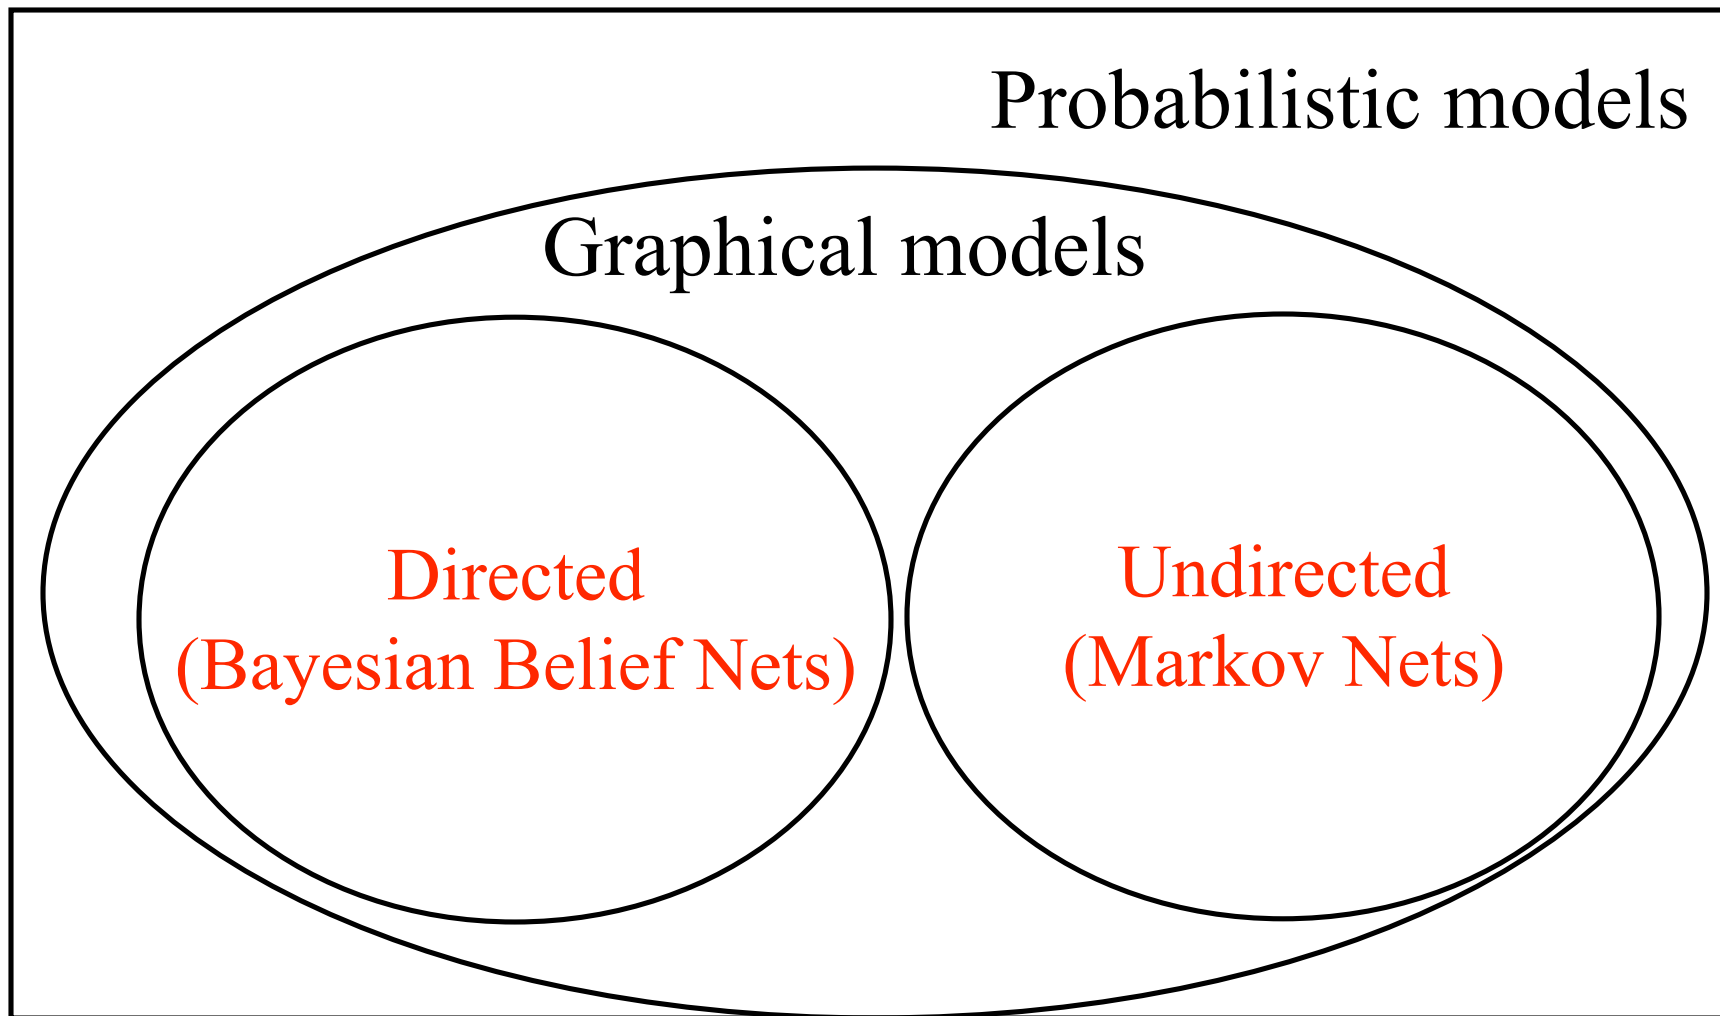 Probabilistic models
Graphical models
Directed
(Bayesian Belief Nets)
Undirected
(Markov Nets)